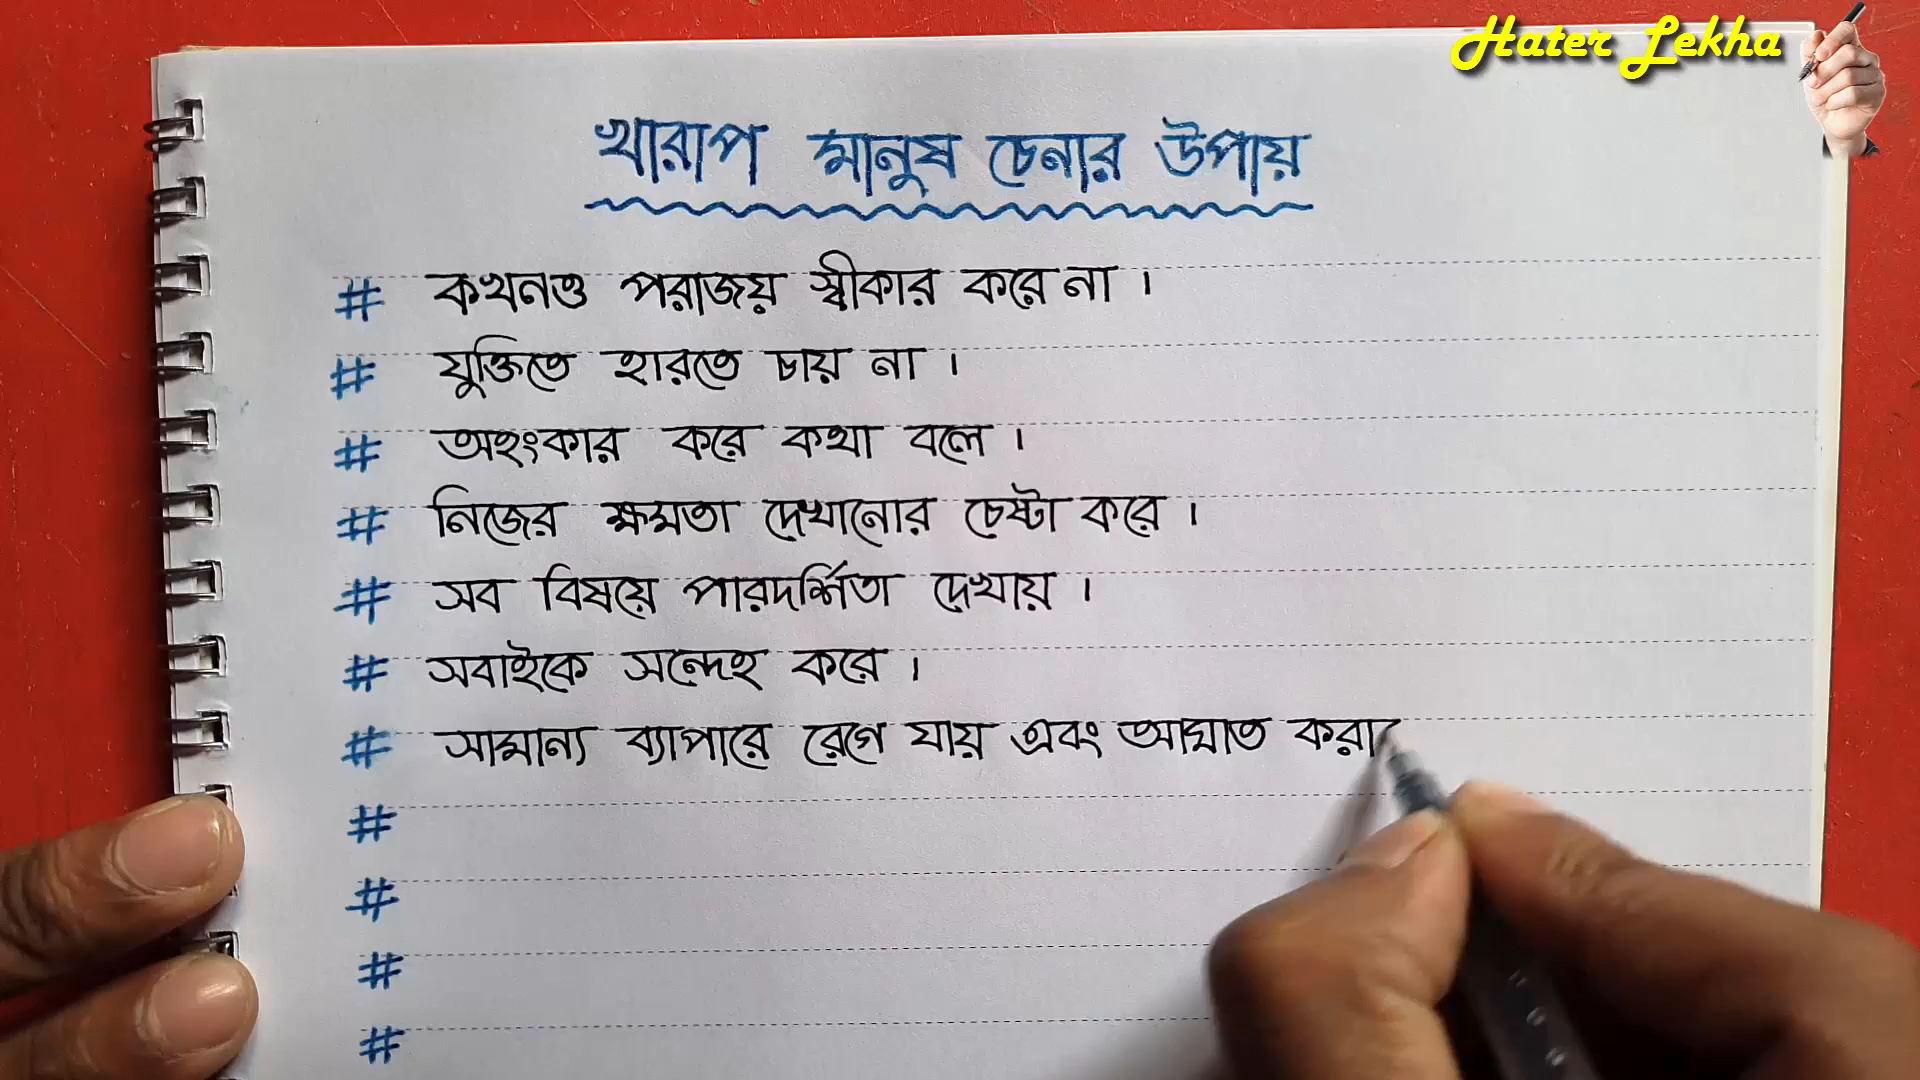 Hater Lekha
খারাপ মানুষ চেনার উপায়
# কখনও পরাজয় স্বীকার করে না ।
# যুক্তিতে হারতে চায় না ।
# অহংকার করে কথা বলে ।
# নিজের ক্ষমতা দেখানোর চেষ্টা করে ।
# সব বিষয়ে পারদর্শিতা দেখায় ।
# সবাইকে সন্দেহ করে ।
# সামান্য ব্যাপারে রেগে যায় এবং আঘাত করা
#
#
#
#